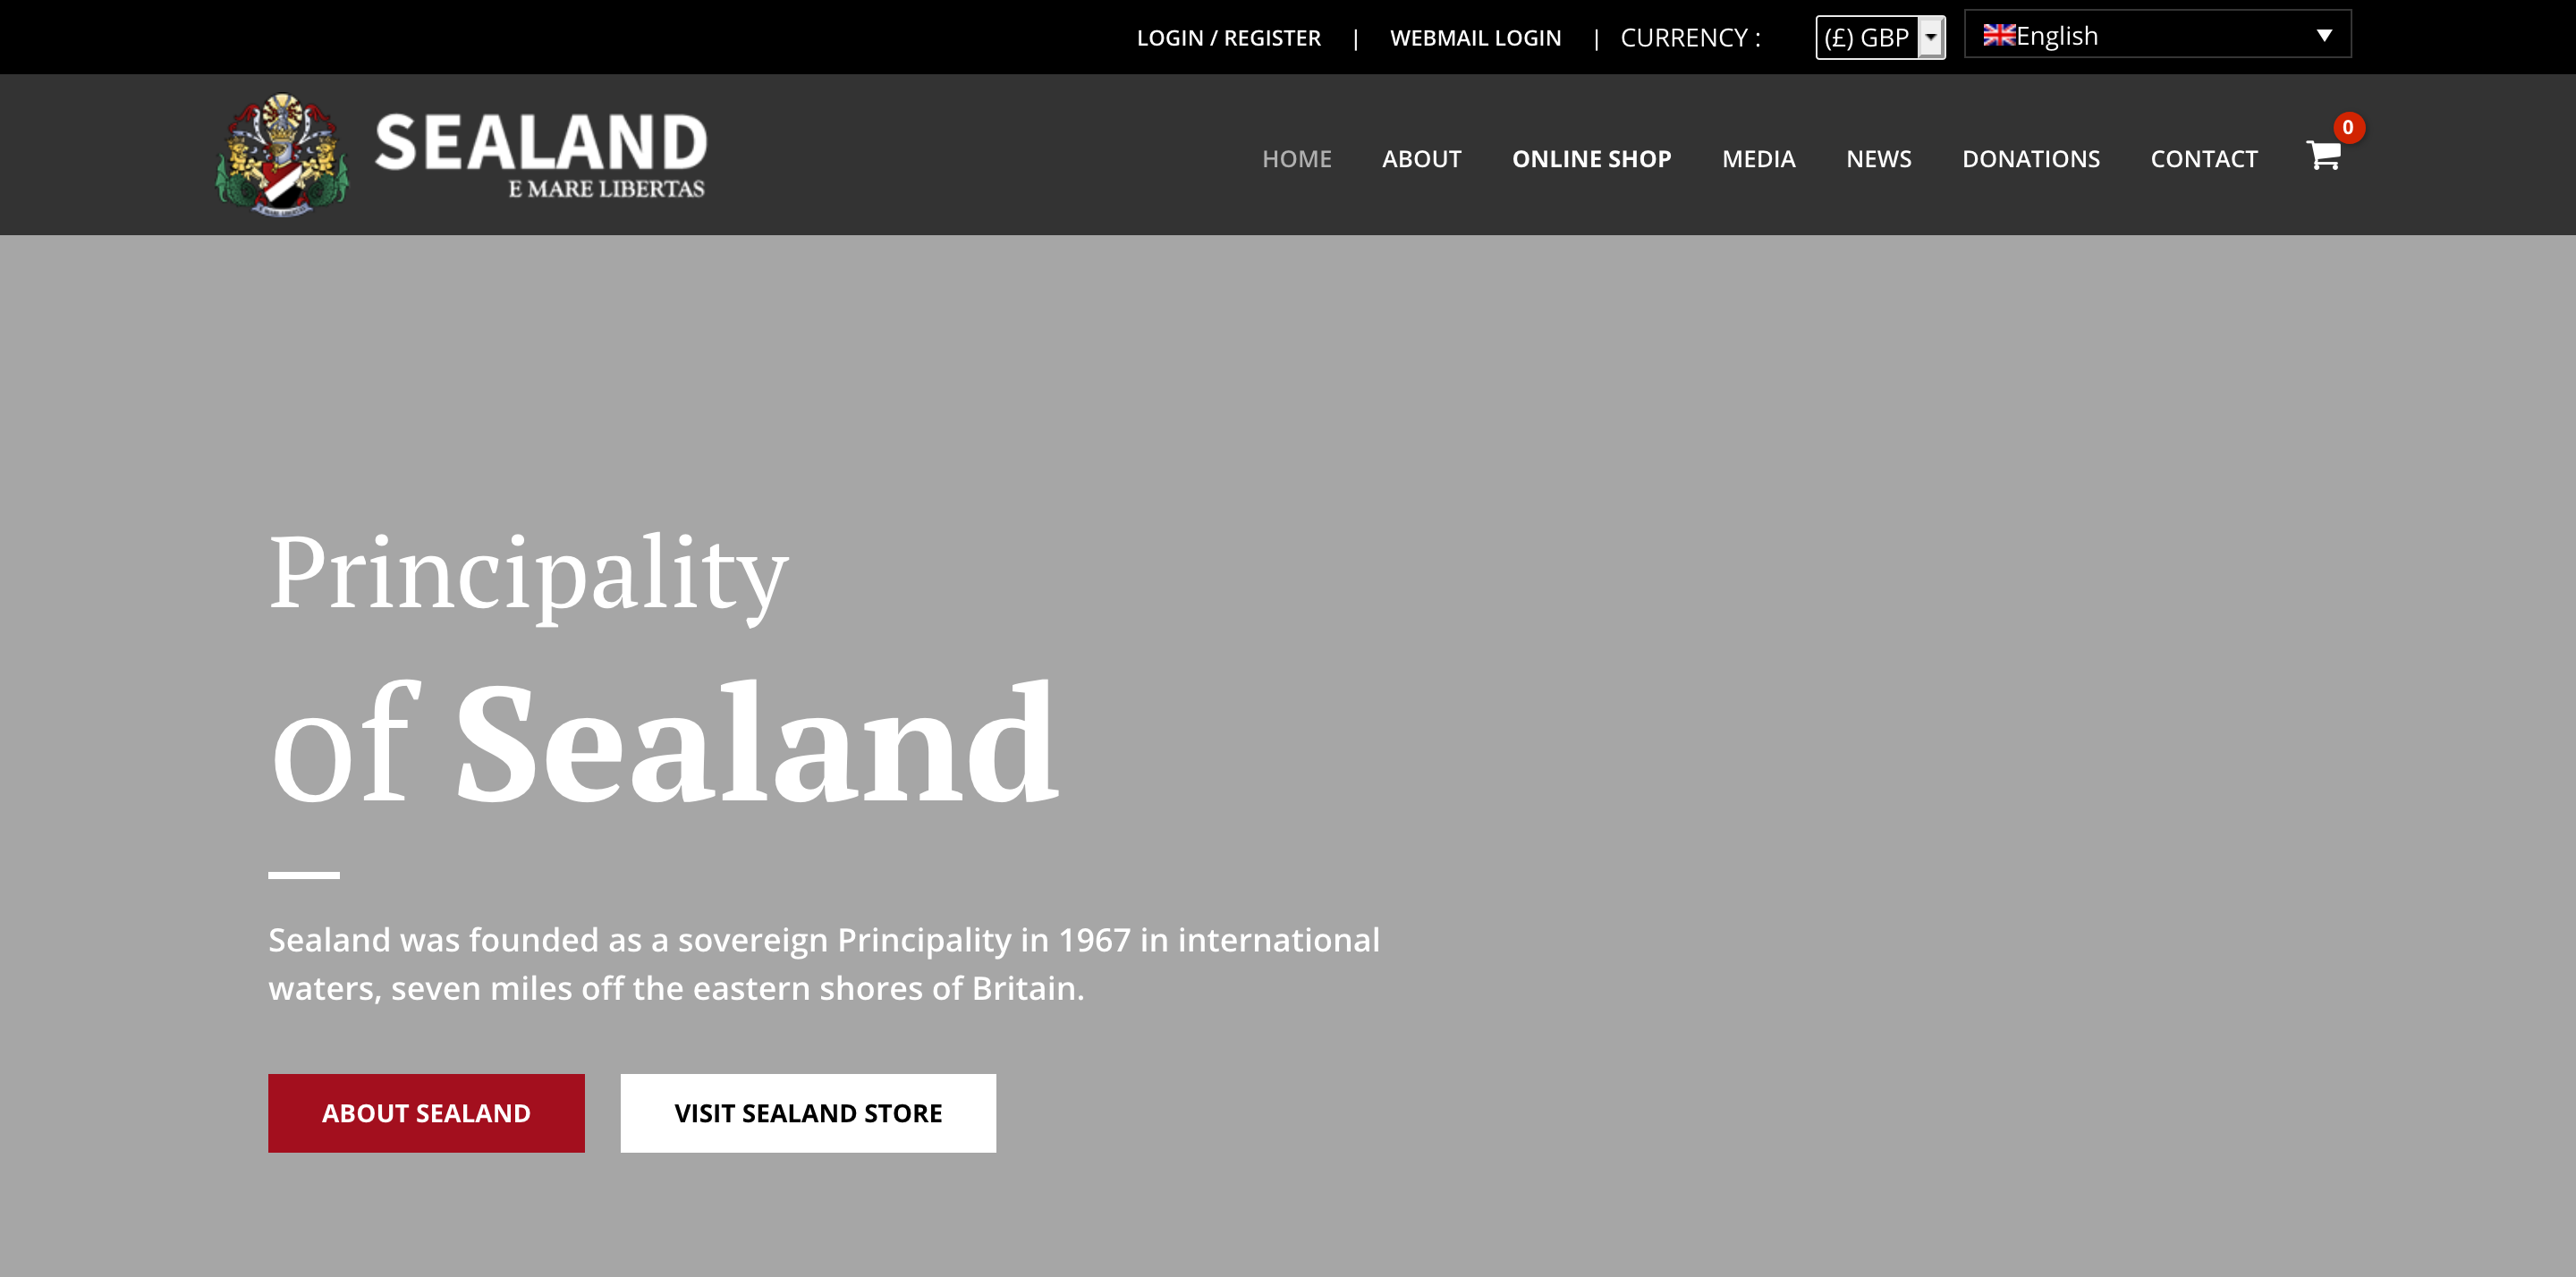 LOGIN / REGISTER | WEBMAIL LOGIN | CURRENCY : (£) GBP English
SEALAND
E MARE LIBERTAS
HOME ABOUT ONLINE SHOP MEDIA NEWS DONATIONS CONTACT 0
Principality
of Sealand
Sealand was founded as a sovereign Principality in 1967 in international
waters, seven miles off the eastern shores of Britain.
ABOUT SEALAND VISIT SEALAND STORE